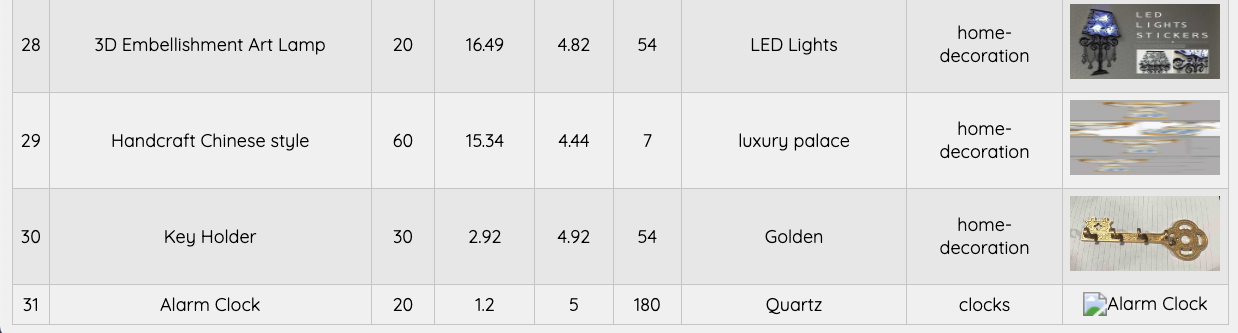 28 3D Embellishment Art Lamp 20 16.49 4.82 54 LED Lights home-decoration
LED
LIGHTS
STICKERS
29 Handcraft Chinese style 60 15.34 4.44 7 luxury palace home-decoration
30 Key Holder 30 2.92 4.92 54 Golden home-decoration
31 Alarm Clock 20 1.2 5 180 Quartz clocks Alarm Clock